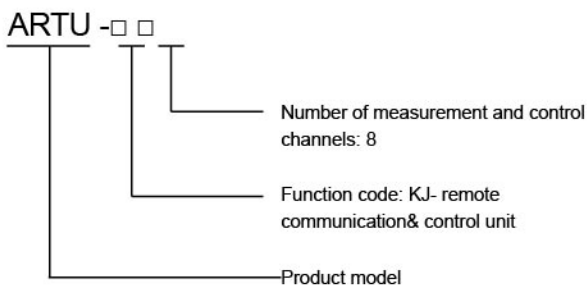 ARTU -□ □
Number of measurement and control
channels: 8
Function code: KJ- remote
communication& control unit
Product model